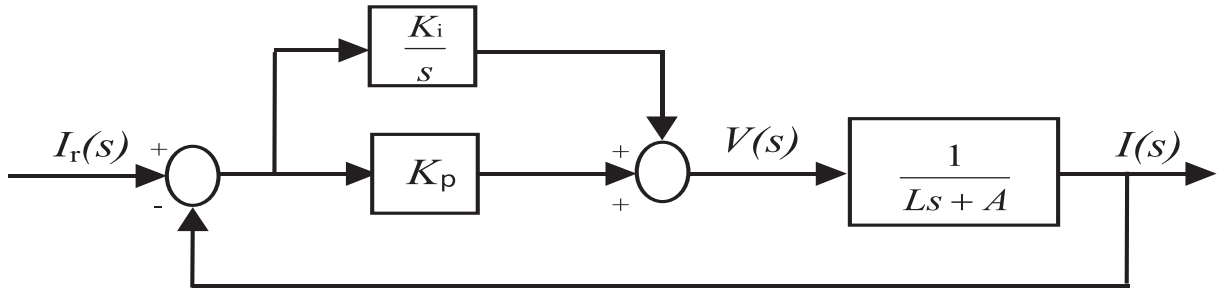 Ki
s
Ir(s)
+
-
Kp
+
+
V(s)
1
Ls + A
I(s)